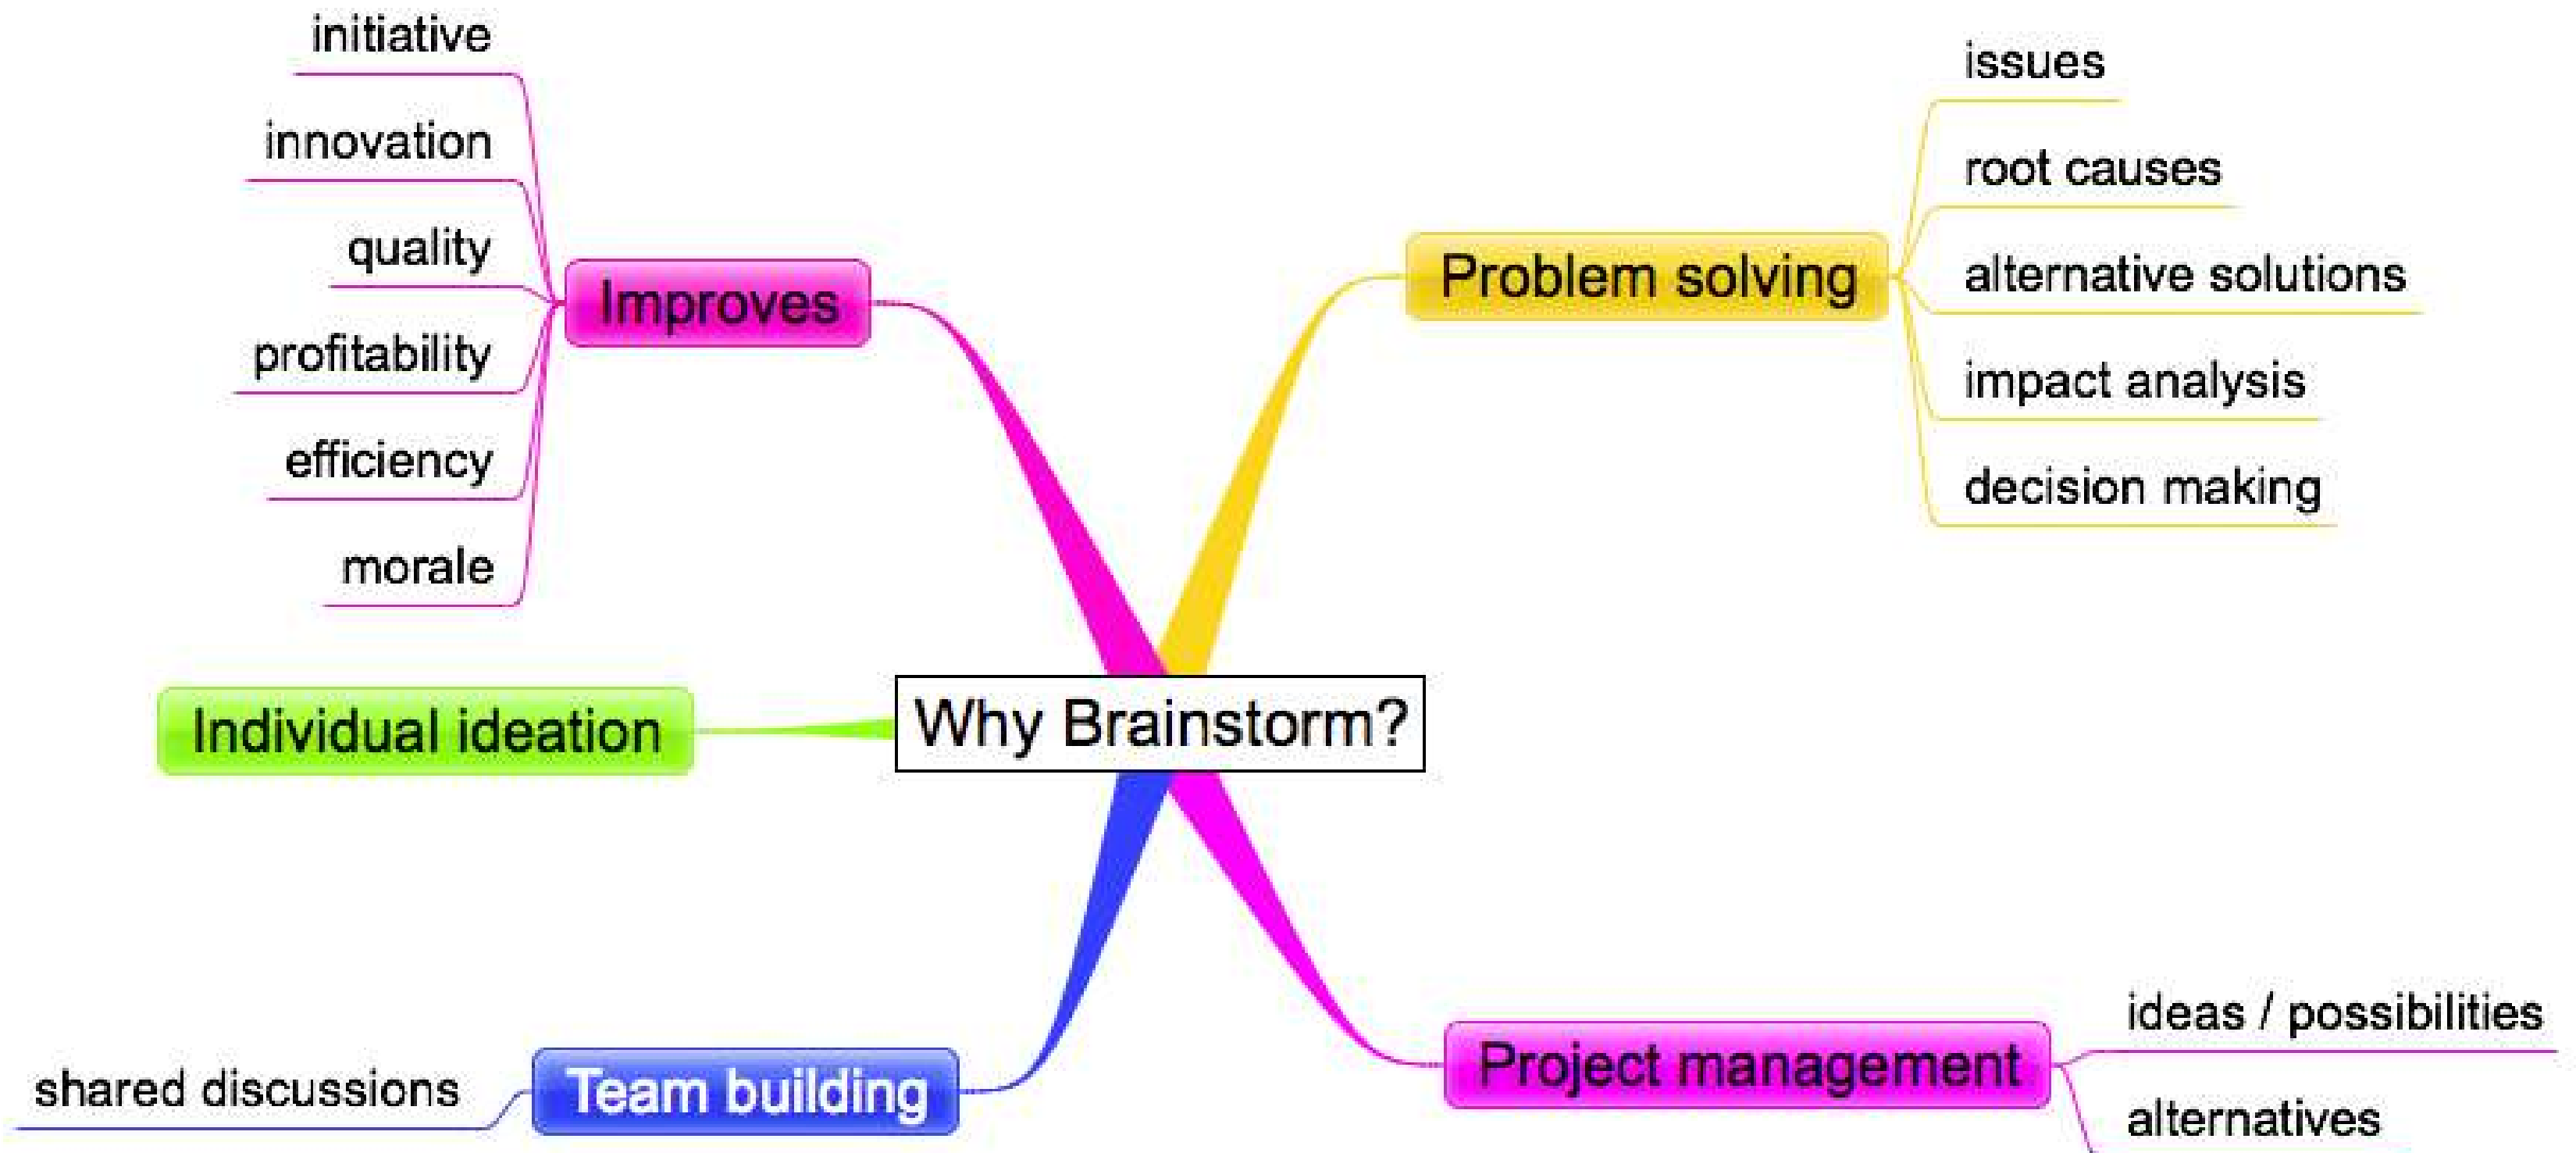 initiative
innovation
quality
profitability
efficiency
morale
Improves
Problem solving
issues
root causes
alternative solutions
impact analysis
decision making
Individual ideation
Why Brainstorm?
shared discussions
Team building
Project management
ideas / possibilities
alternatives